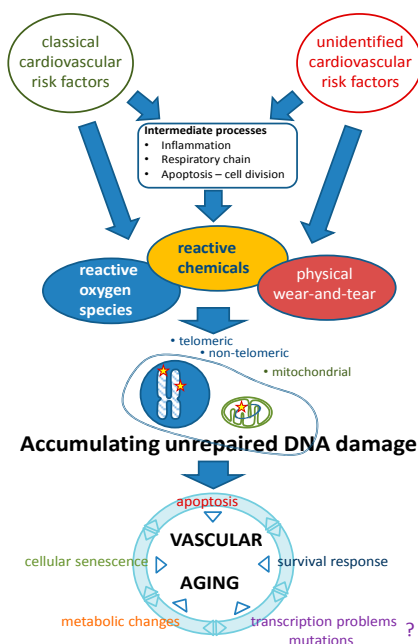 classical
cardiovascular
risk factors
unidentified
cardiovascular
risk factors
Intermediate processes
• Inflammation
• Respiratory chain
• Apoptosis – cell division
reactive
chemicals
reactive
oxygen
species
physical
wear-and-tear
• telomeric
• non-telomeric
• mitochondrial
Accumulating unrepaired DNA damage
apoptosis
VASCULAR
cellular senescence
survival response
AGING
metabolic changes
transcription problems
mutations
?